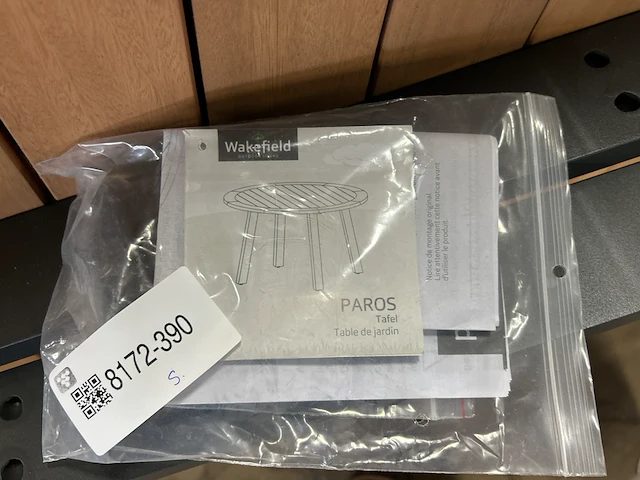 Wakefield
PAROS
Tafel
Table de jardin
Notice de montage original
Lire attentivement cette notice avant
d'utiliser le produit.
8172-390
S.